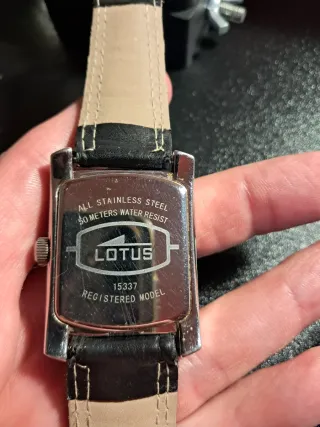 ALL STAINLESS STEEL
50 METERS WATER RESIST
LOTUS
15337
REGISTERED MODEL